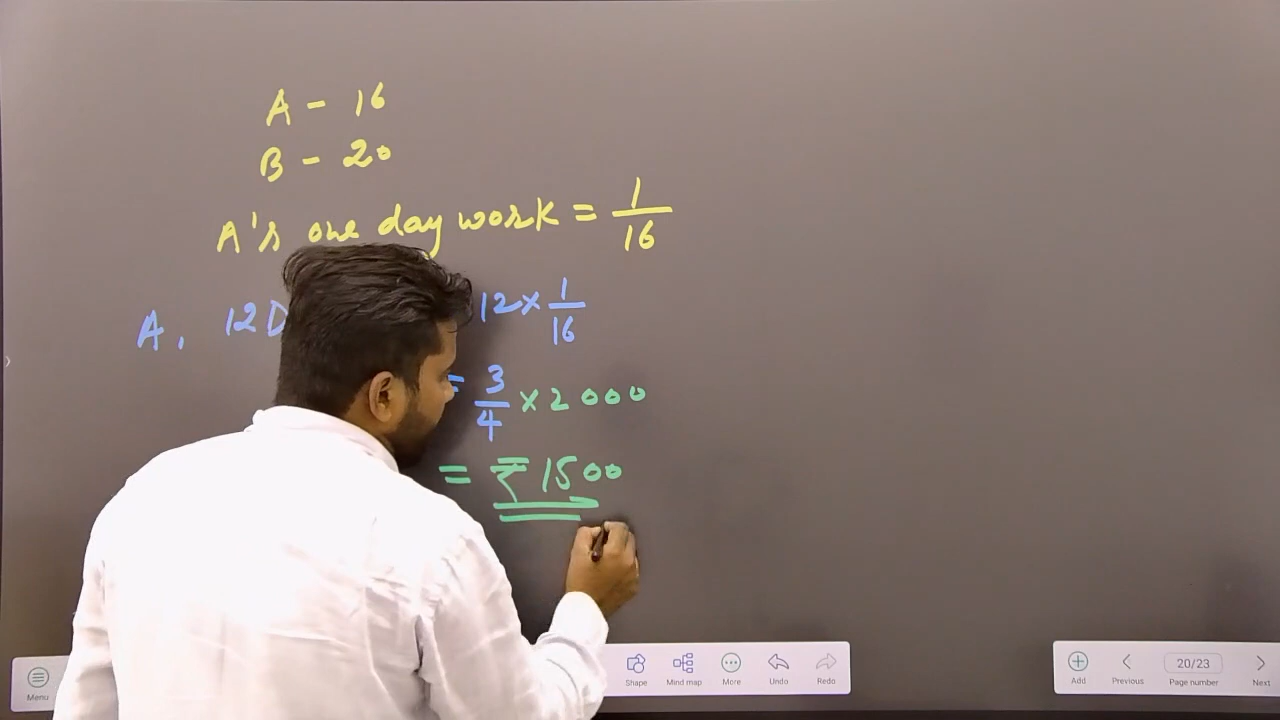 A - 16
B - 20
A's one day work = 1/16
A. 12D 12 × 1/16
= 3/4 × 2000
= ₹1500
Menu Shape Mind map More Undo Redo Add Previous 20/23 Page number Next